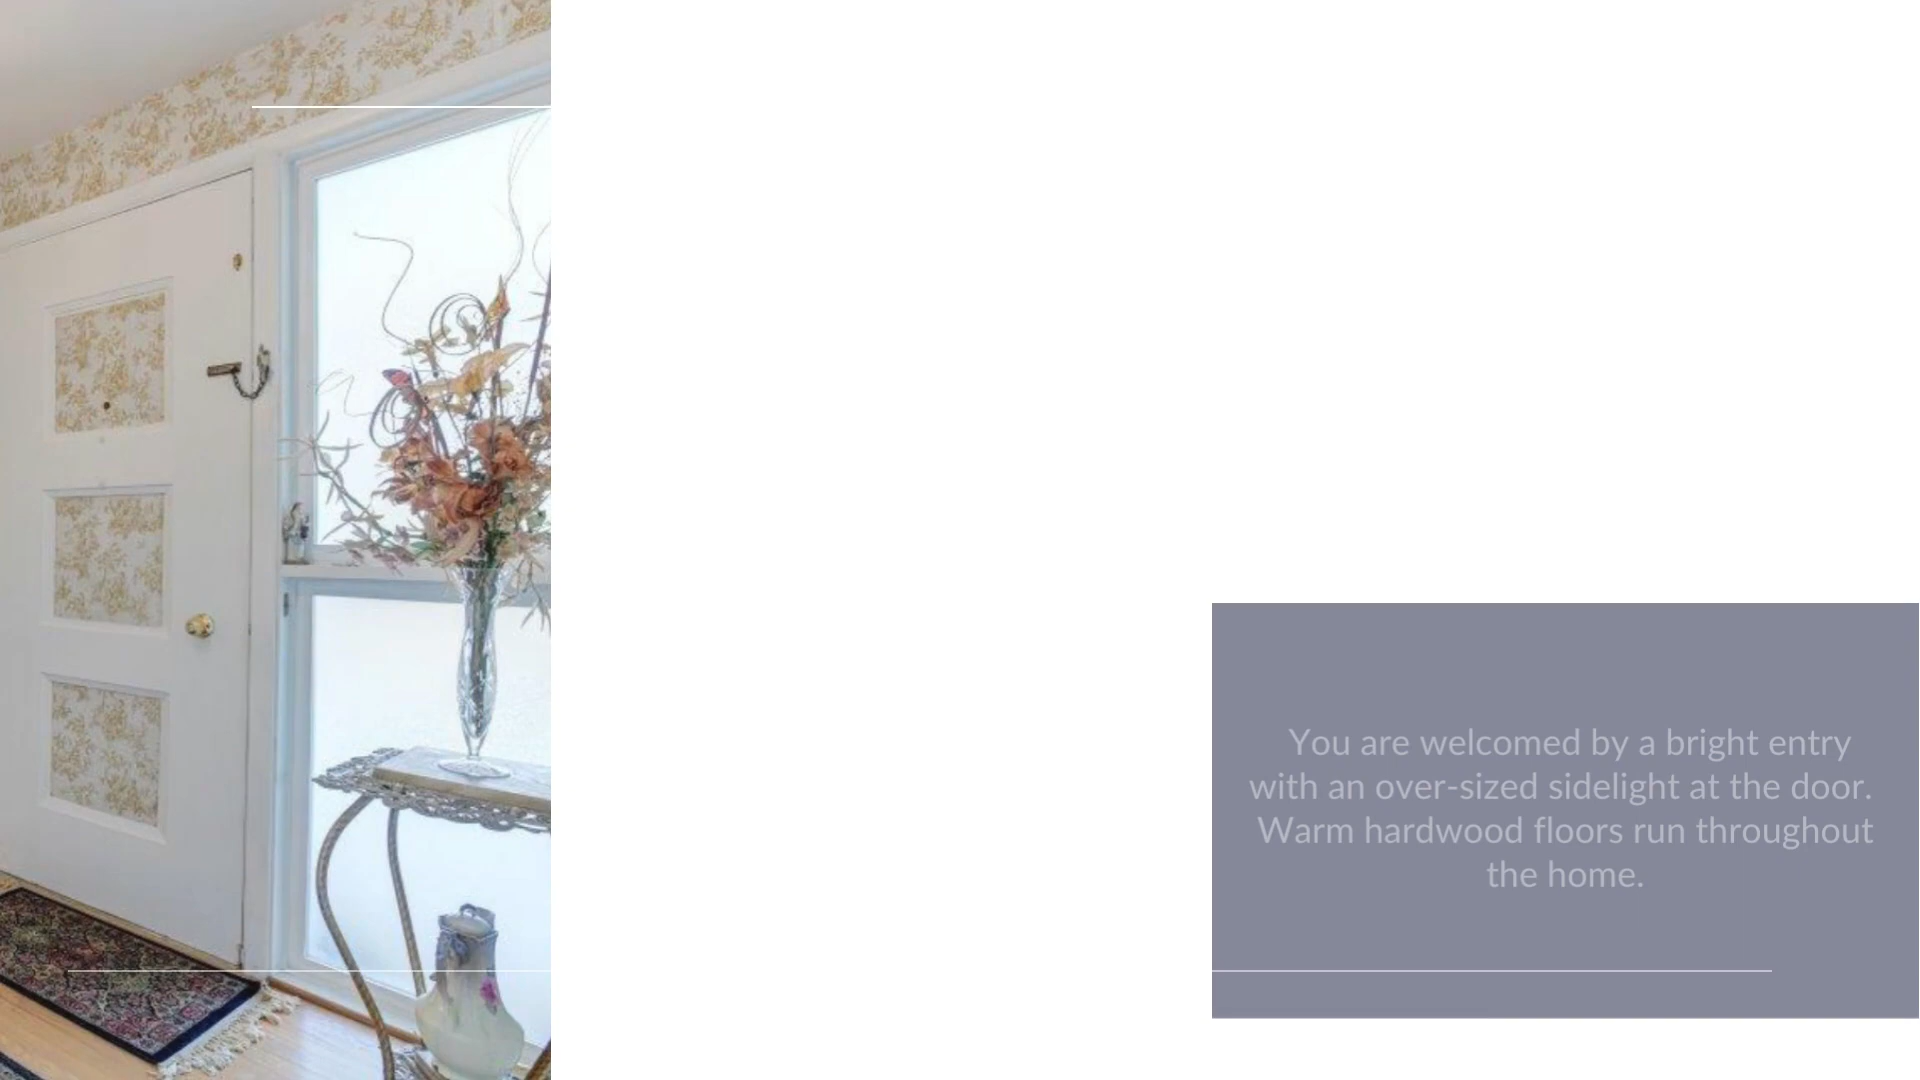 You are welcomed by a bright entry
with an over-sized sidelight at the door.
Warm hardwood floors run throughout
the home.